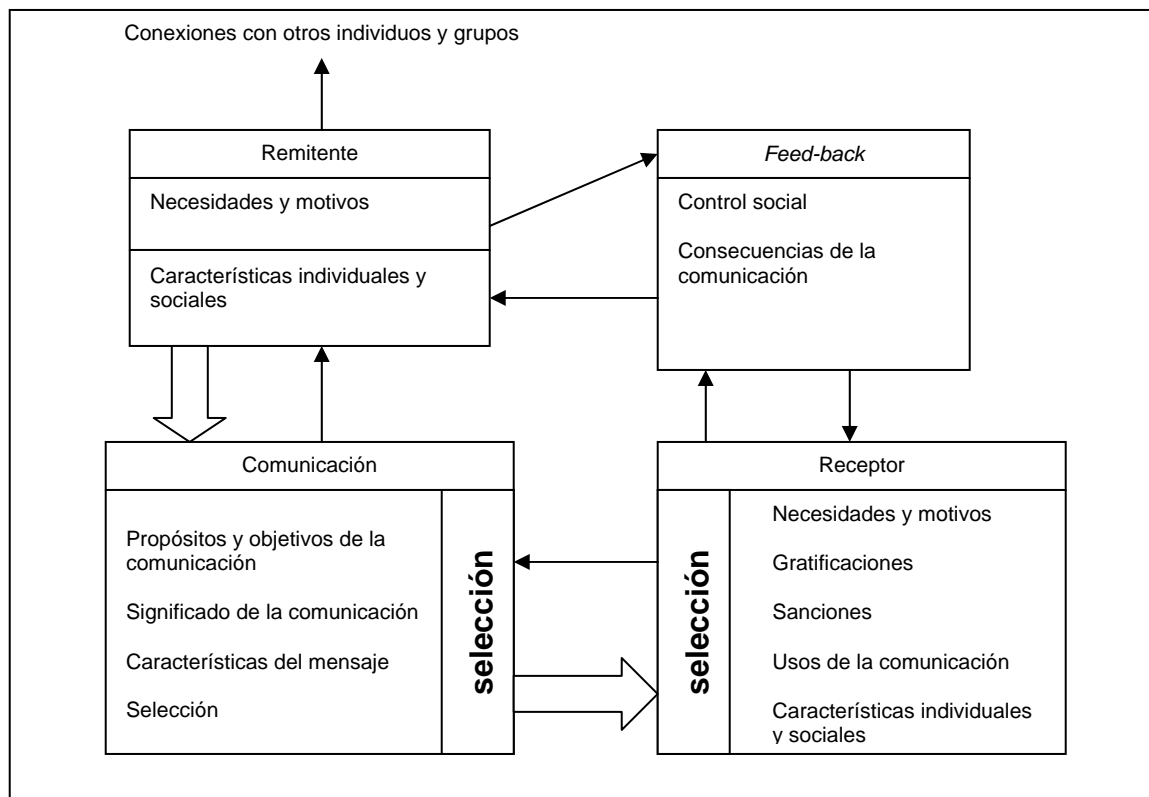 Conexiones con otros individuos y grupos
Remitente
Necesidades y motivos
Características individuales y
sociales
Feed-back
Control social
Consecuencias de la
comunicación
Comunicación
Propósitos y objetivos de la
comunicación
Significado de la comunicación
Características del mensaje
Selección
selección
Receptor
selección
Necesidades y motivos
Gratificaciones
Sanciones
Usos de la comunicación
Características individuales
y sociales